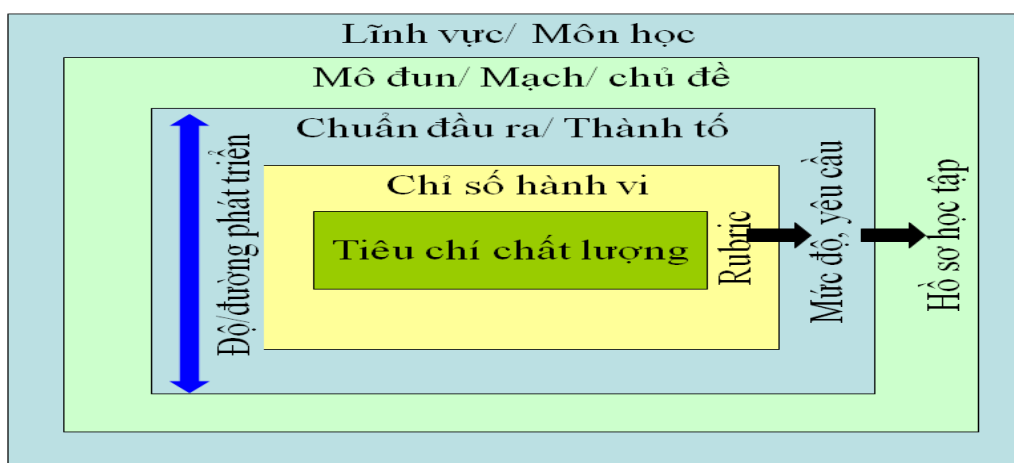 Lĩnh vực/ Môn học
Mô đun/ Mạch/ chủ đề
Chuẩn đầu ra/ Thành tố
Chỉ số hành vi
Tiêu chí chất lượng
Độ/đường phát triển
Rubric
Mức độ, yêu cầu
Hồ sơ học tập